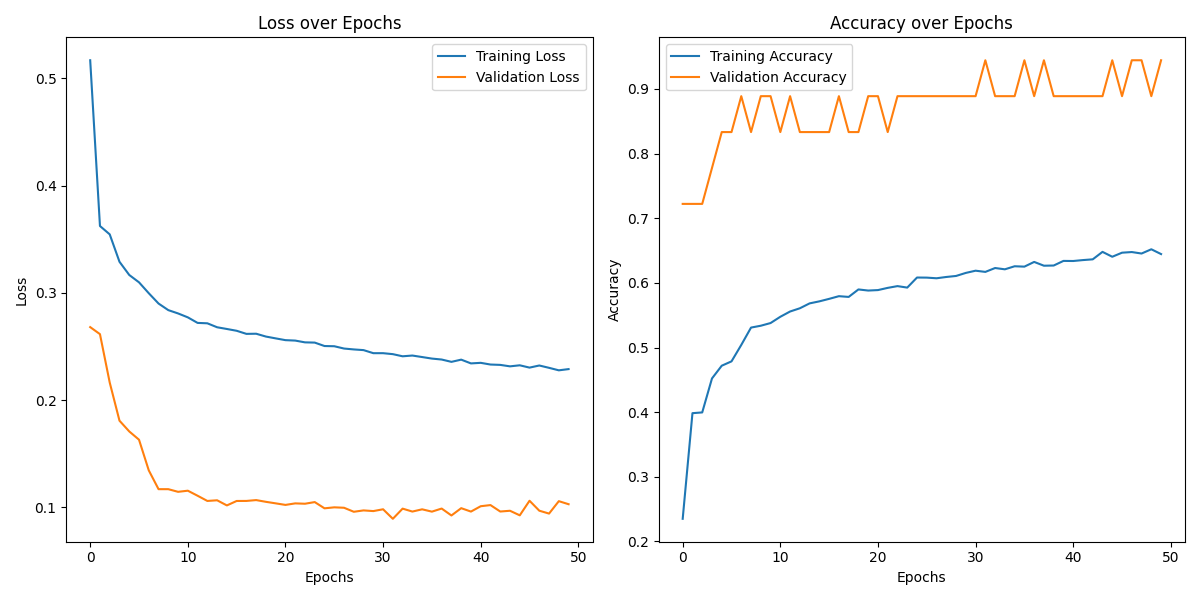 Loss over Epochs
Training Loss
Validation Loss
0.5
0.4
0.3
0.2
0.1
Loss
0 10 20 30 40 50
Epochs
Accuracy over Epochs
Training Accuracy
Validation Accuracy
0.9
0.8
0.7
0.6
0.5
0.4
0.3
0.2
Accuracy
0 10 20 30 40 50
Epochs